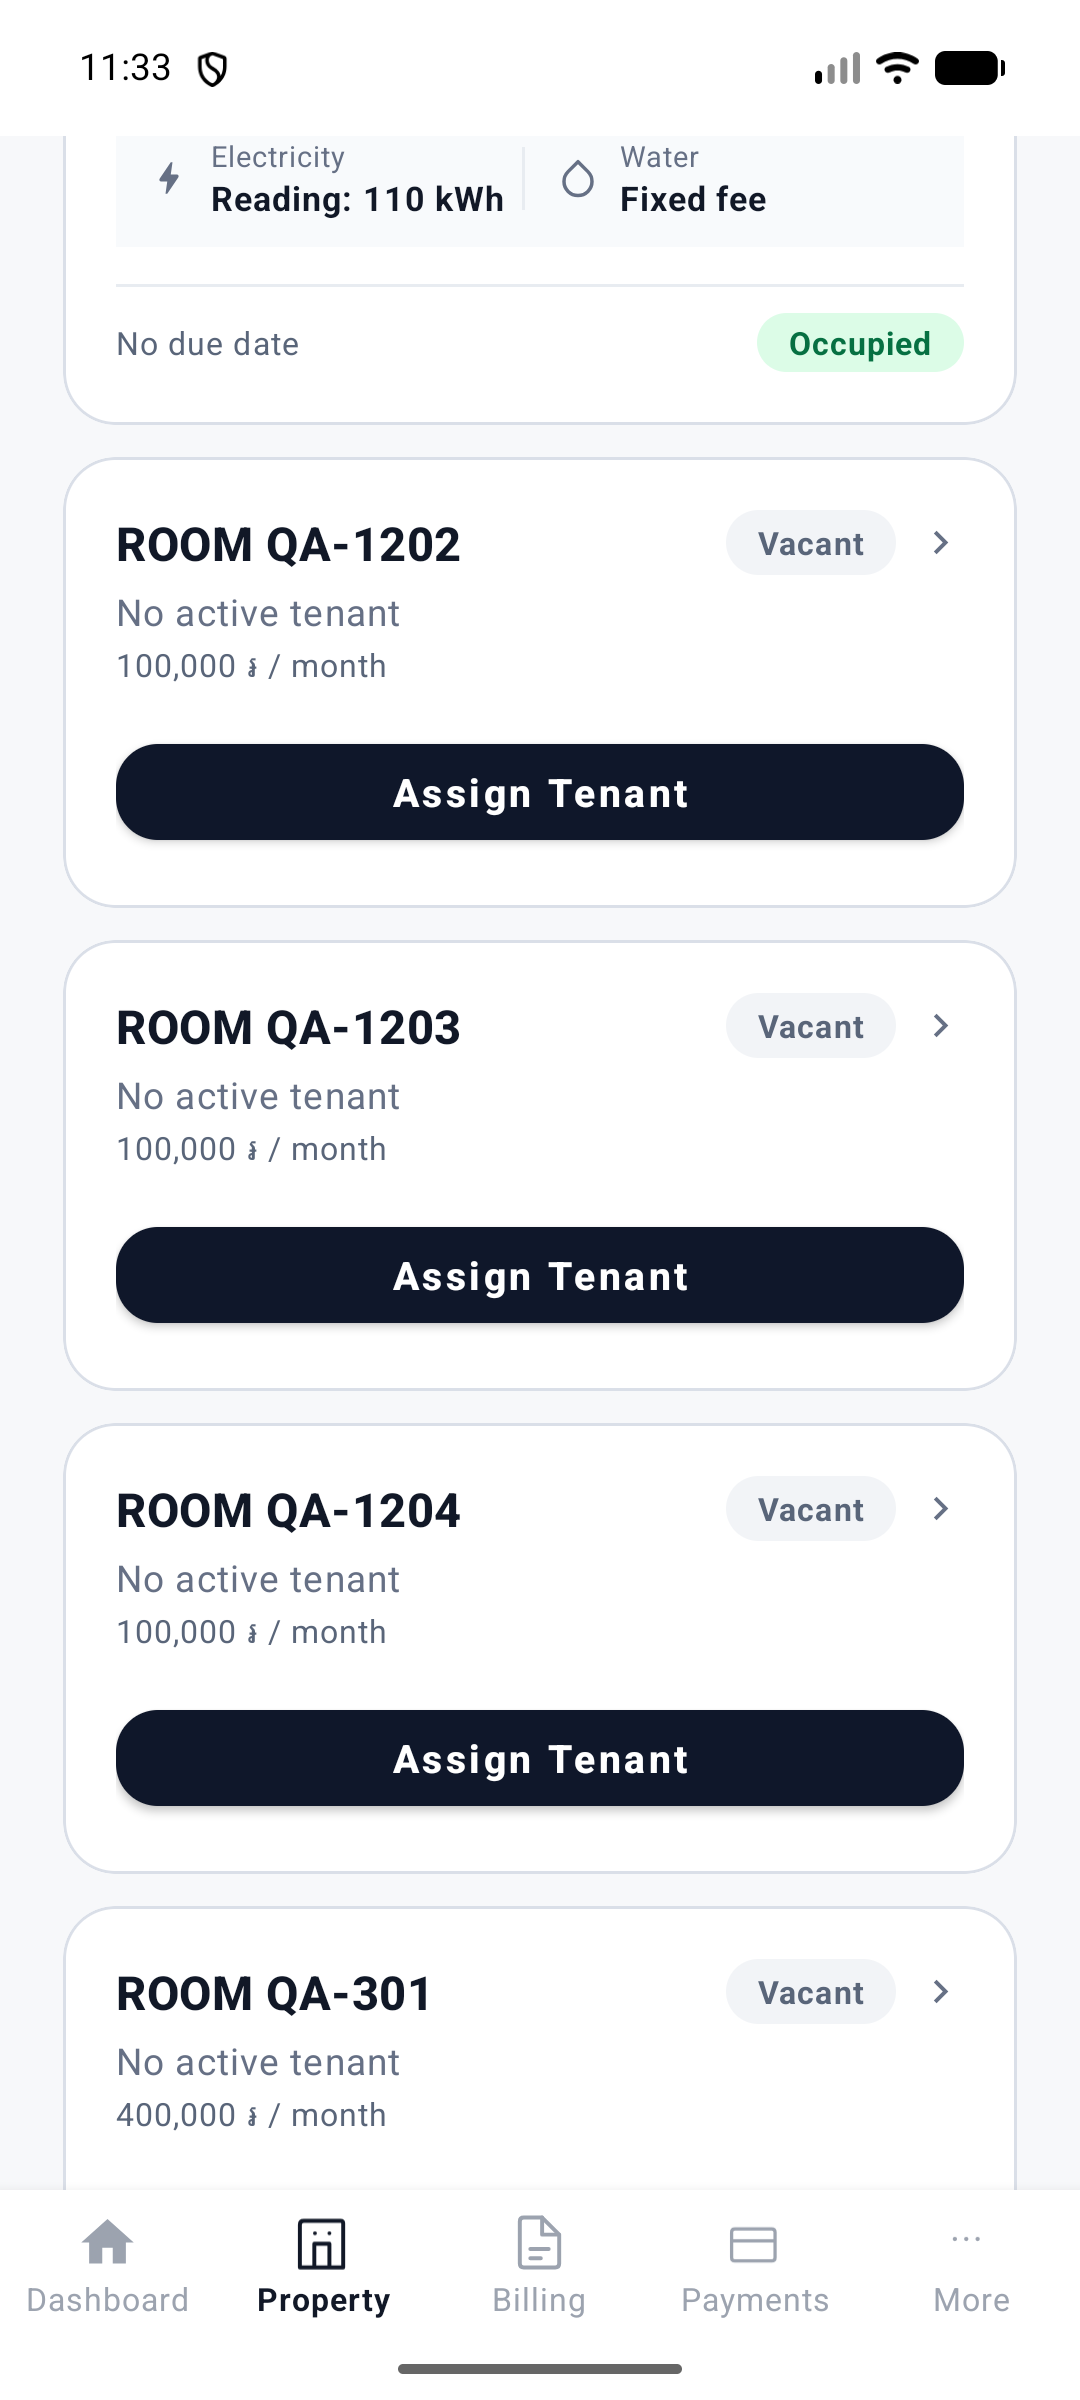 11:33
Electricity
Reading: 110 kWh
Water
Fixed fee
No due date
Occupied
ROOM QA-1202
Vacant
No active tenant
100,000 ៛ / month
Assign Tenant
ROOM QA-1203
Vacant
No active tenant
100,000 ៛ / month
Assign Tenant
ROOM QA-1204
Vacant
No active tenant
100,000 ៛ / month
Assign Tenant
ROOM QA-301
Vacant
No active tenant
400,000 ៛ / month
Dashboard
Property
Billing
Payments
More